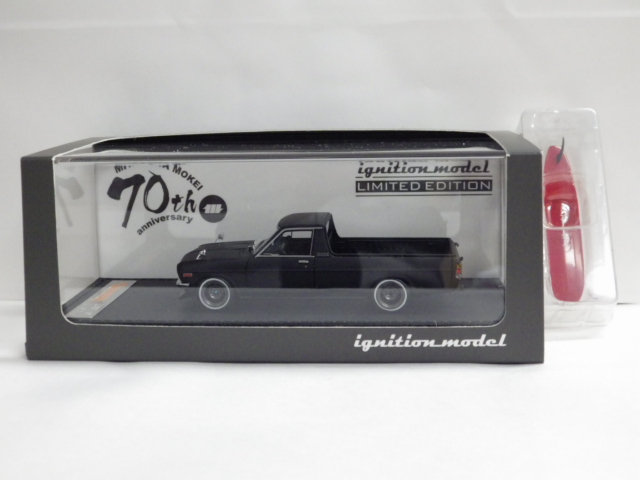 MOKEI
70th
anniversary
ignition model
LIMITED EDITION
ignition model